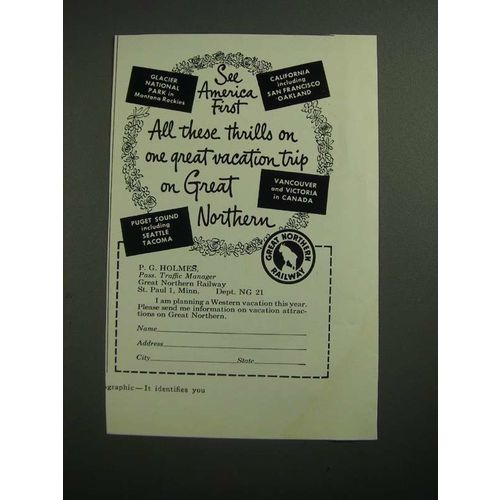 See
America
First
GLACIER
NATIONAL
PARK in
Montana Rockies
CALIFORNIA
including
SAN FRANCISCO
OAKLAND
All these thrills on
one great vacation trip
on Great
Northern
VANCOUVER
and VICTORIA
in CANADA
PUGET SOUND
including
SEATTLE
TACOMA
GREAT NORTHERN
RAILWAY
P. G. HOLMES,
Pass. Traffic Manager
Great Northern Railway
St. Paul 1, Minn. Dept. NG 21
I am planning a Western vacation this year.
Please send me information on vacation attrac-
tions on Great Northern.
Name
Address
City State
ographic—It identifies you